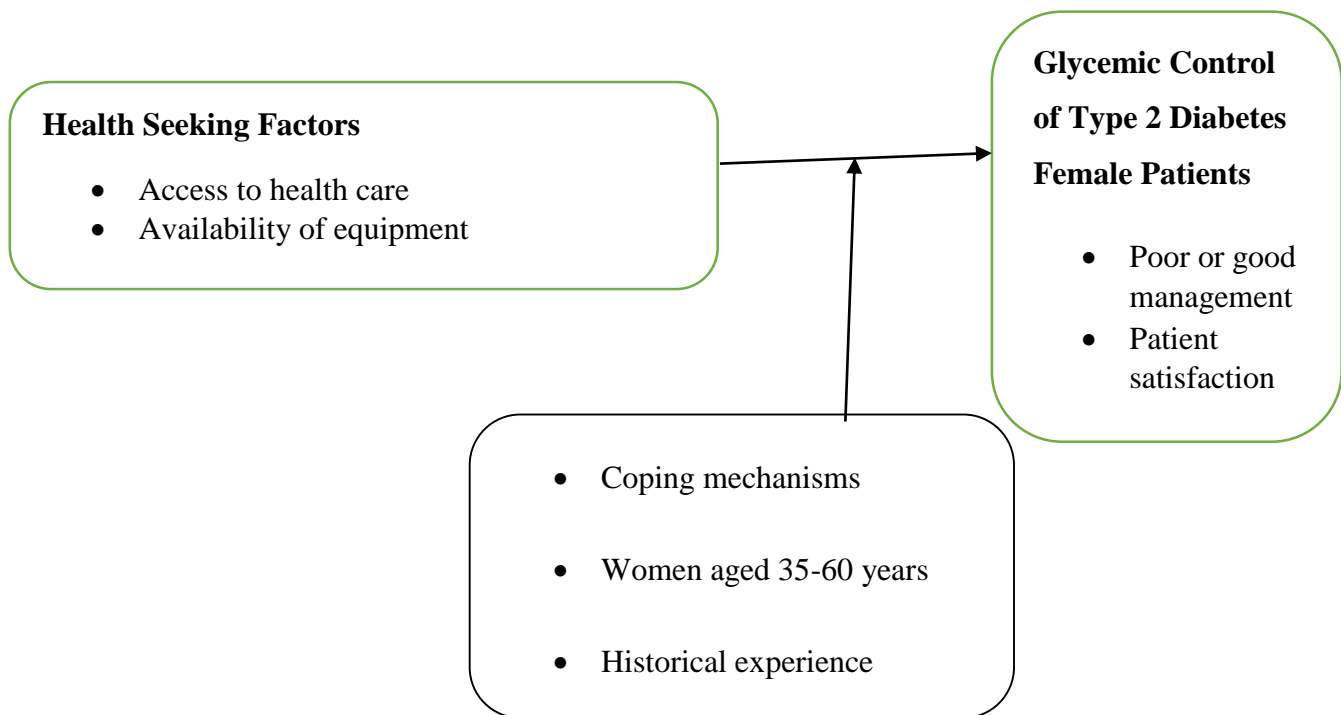 Health Seeking Factors
• Access to health care
• Availability of equipment
Glycemic Control
of Type 2 Diabetes
Female Patients
• Poor or good
management
• Patient
satisfaction
• Coping mechanisms
• Women aged 35-60 years
• Historical experience